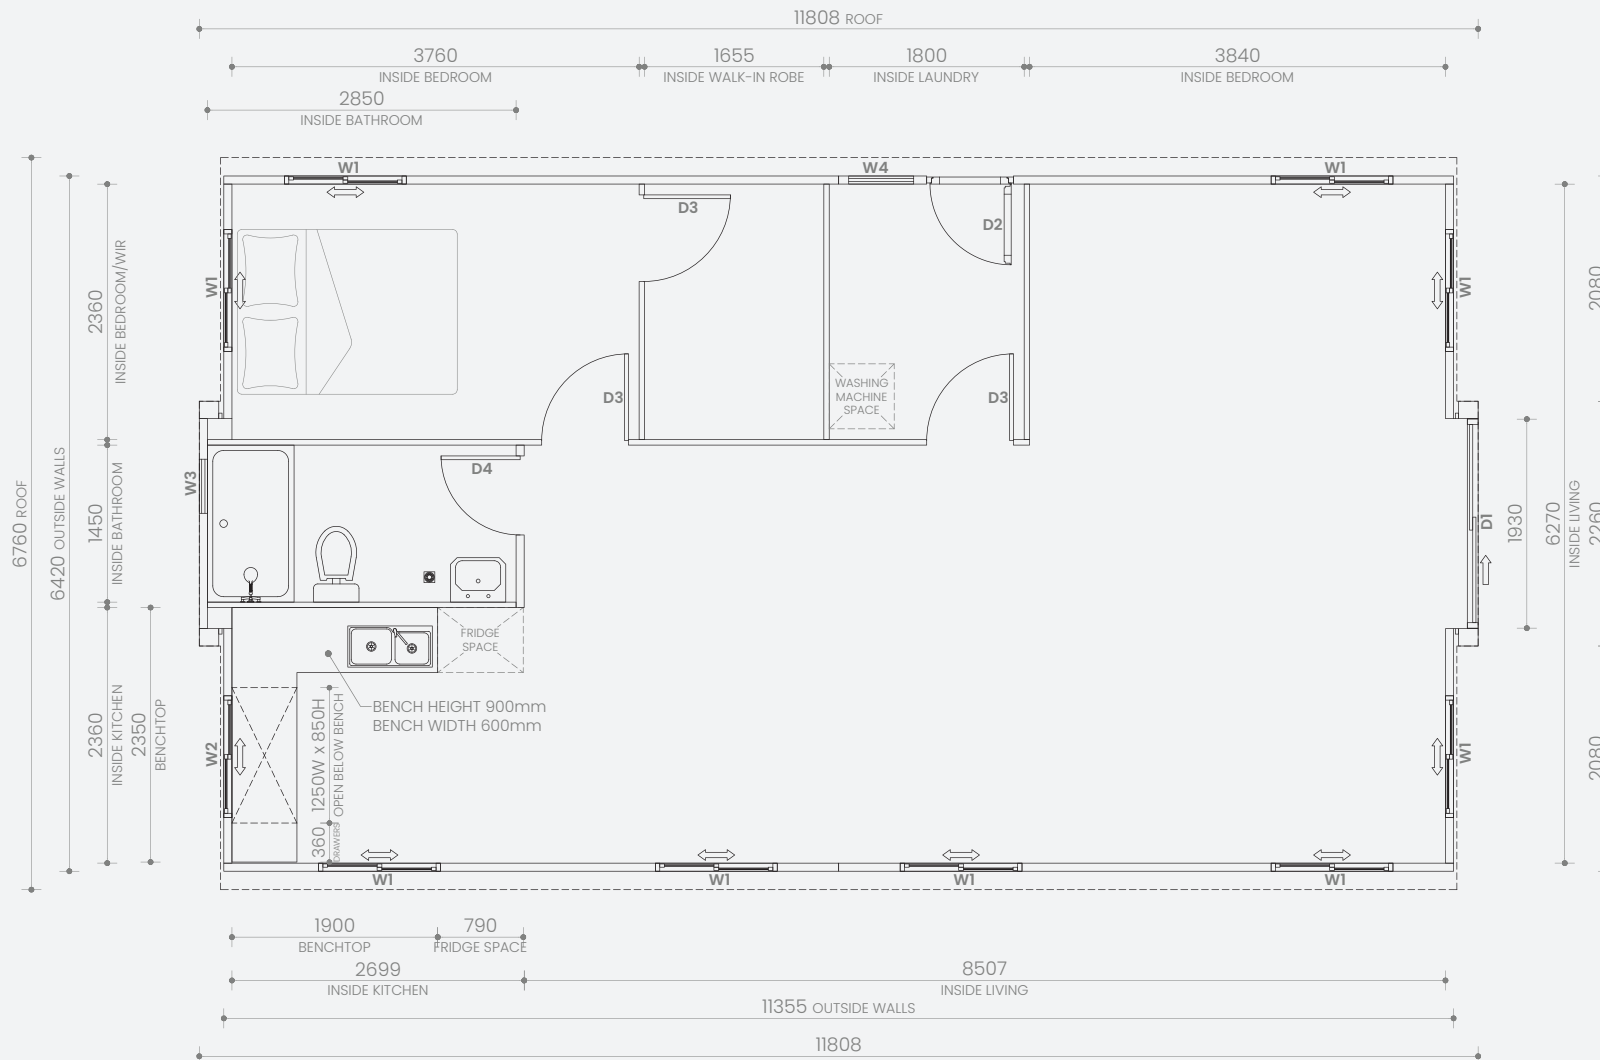 11808 ROOF
3760
INSIDE BEDROOM
1655
INSIDE WALK-IN ROBE
1800
INSIDE LAUNDRY
3840
INSIDE BEDROOM
2850
INSIDE BATHROOM
W1
W4
W1
D3
D2
W1
W1
D3
D3
WASHING
MACHINE
SPACE
2360
INSIDE BEDROOM/WIR
W3
D4
D1
6760 ROOF
6420 OUTSIDE WALLS
1450
INSIDE BATHROOM
1930
6270
INSIDE LIVING
2080
2260
2080
FRIDGE
SPACE
BENCH HEIGHT 900mm
BENCH WIDTH 600mm
2360
INSIDE KITCHEN
2350
BENCHTOP
W2
1250W x 850H
OPEN BELOW BENCH
360
DRAWERS
W1
W1
W1
W1
W1
1900
BENCHTOP
790
FRIDGE SPACE
2699
INSIDE KITCHEN
8507
INSIDE LIVING
11355 OUTSIDE WALLS
11808